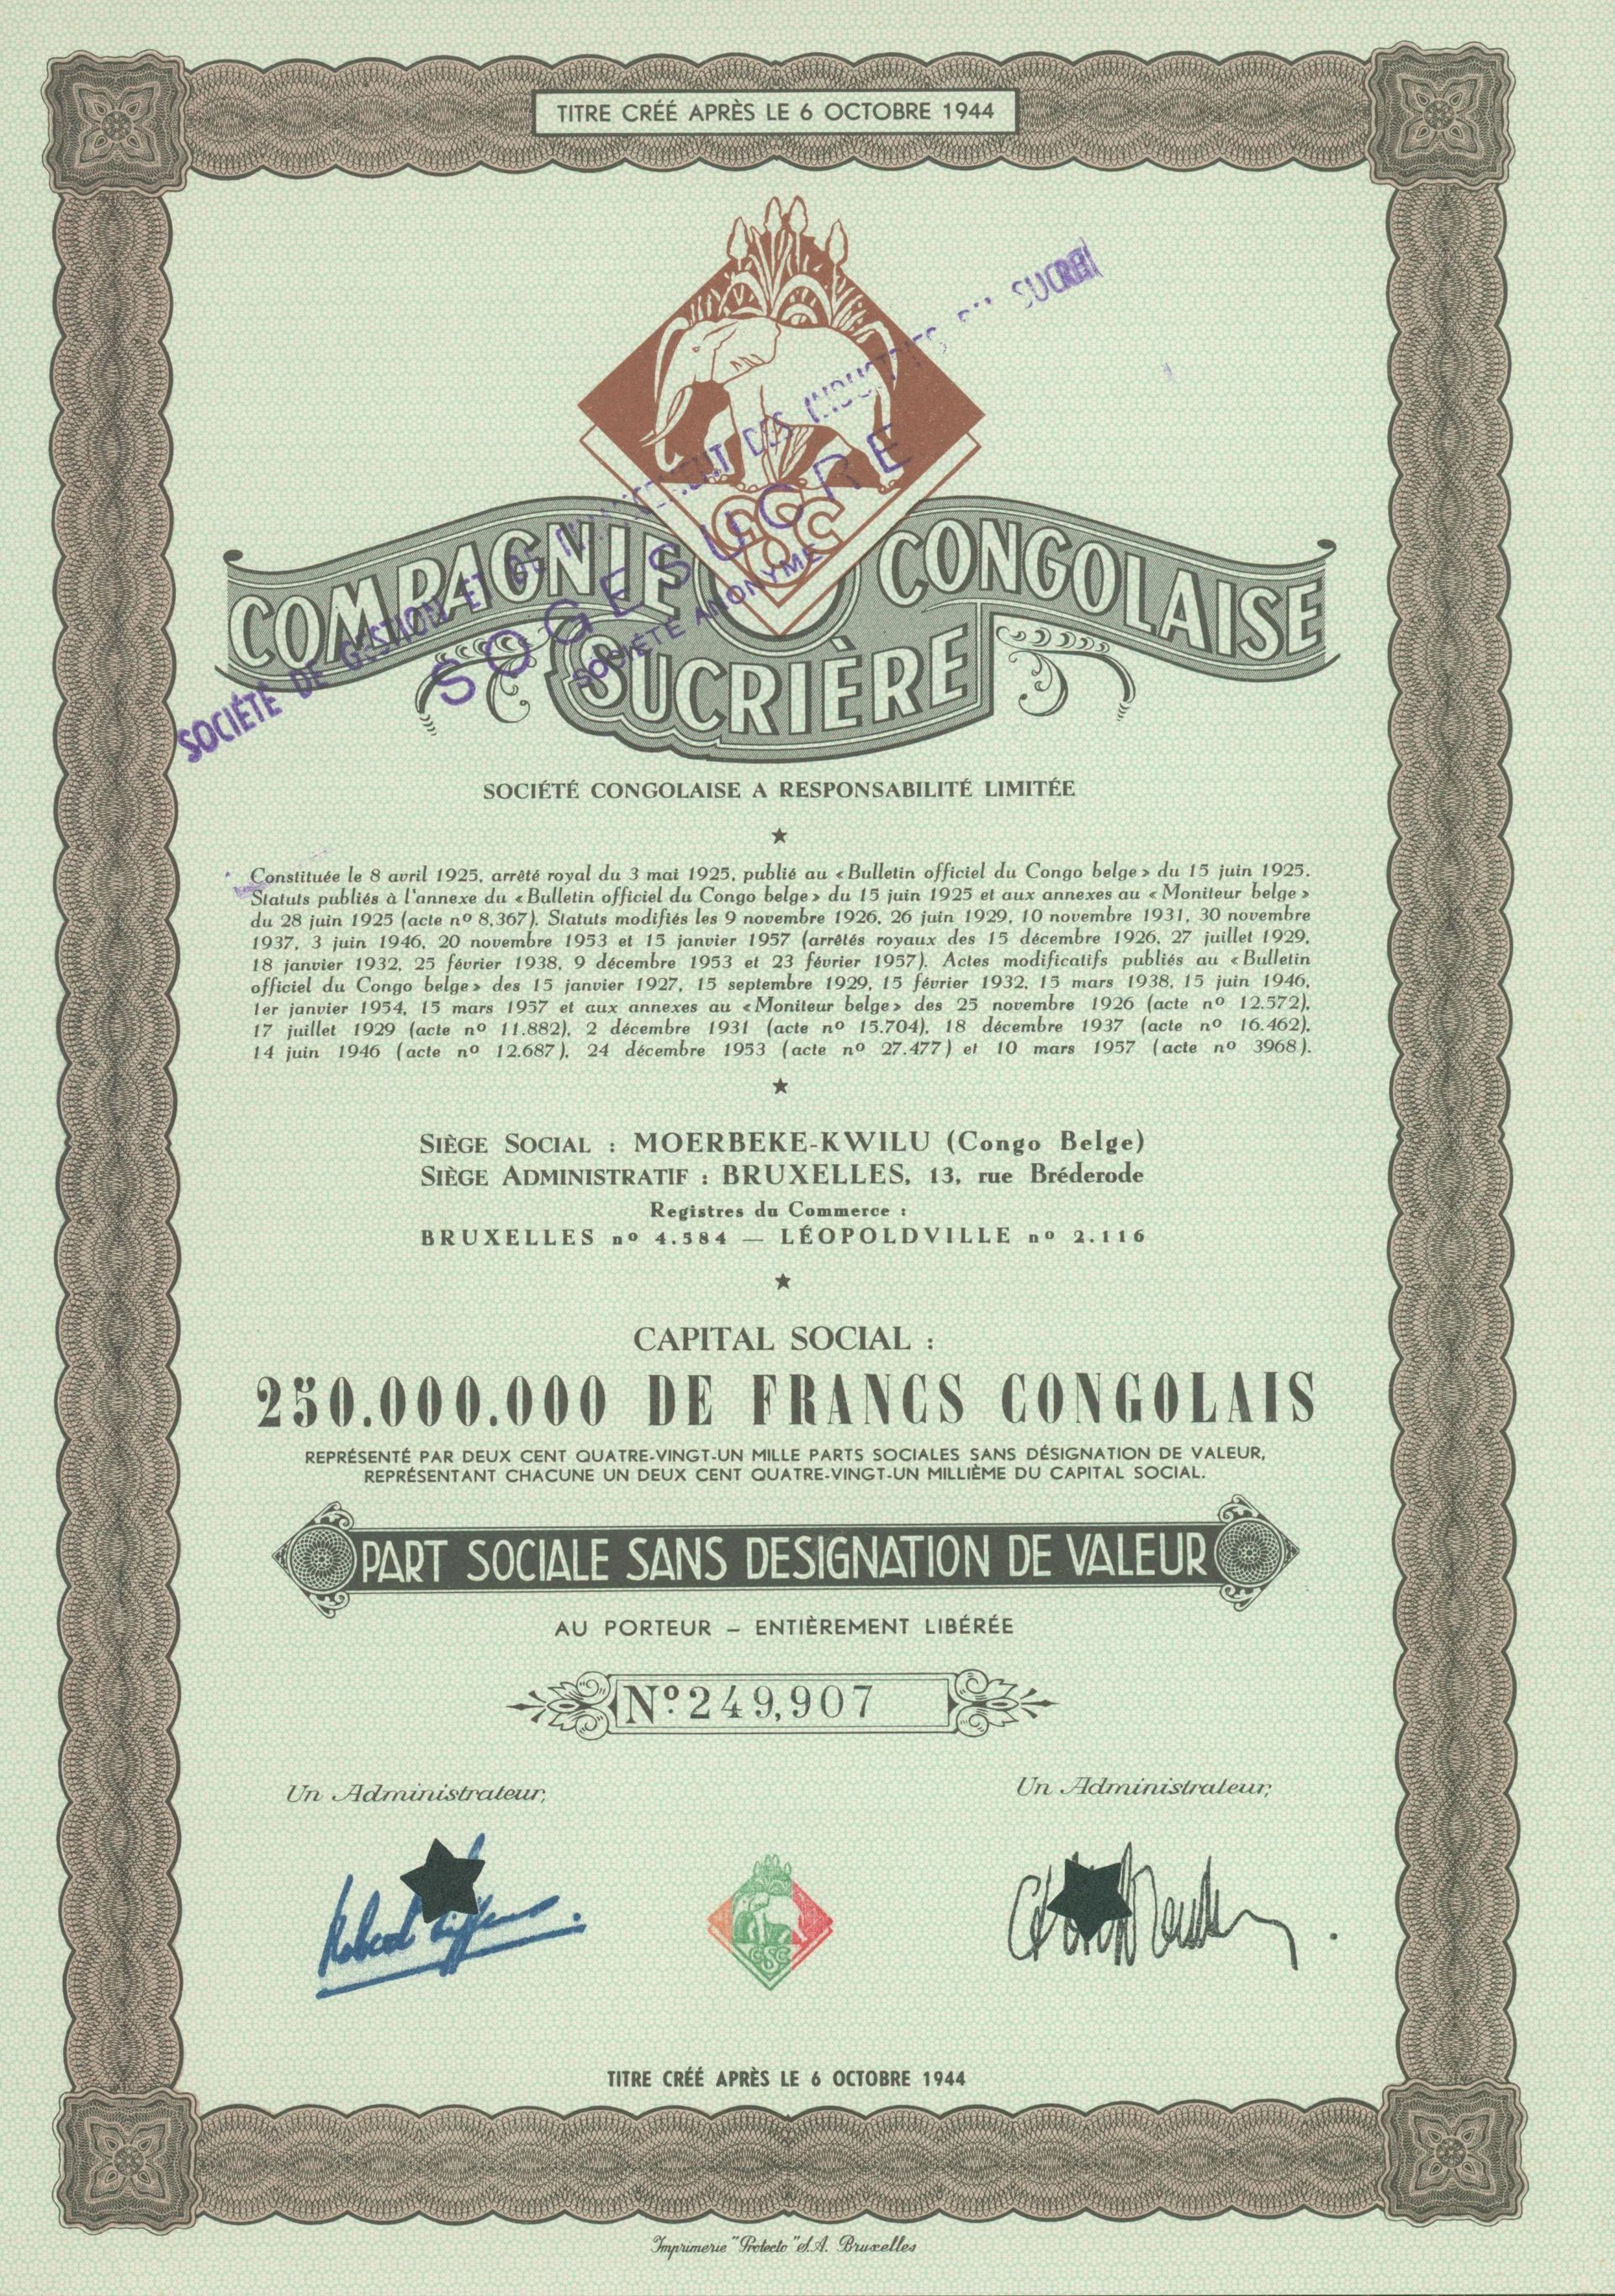 TITRE CRÉÉ APRÈS LE 6 OCTOBRE 1944
CSC
COMPAGNIE CONGOLAISE
SUCRIÈRE
SOCIÉTÉ DE GESTION ET DE FINANCEMENT DES INDUSTRIES DU SUCRE
SOGESUCRE
SOCIÉTÉ ANONYME
SOCIÉTÉ CONGOLAISE A RESPONSABILITÉ LIMITÉE
Constituée le 8 avril 1925, arrêté royal du 3 mai 1925, publié au «Bulletin officiel du Congo belge» du 15 juin 1925.
Statuts publiés à l'annexe du «Bulletin officiel du Congo belge» du 15 juin 1925 et aux annexes au «Moniteur belge»
du 28 juin 1925 (acte nº 8,367). Statuts modifiés les 9 novembre 1926, 26 juin 1929, 10 novembre 1931, 30 novembre
1937, 3 juin 1946, 20 novembre 1953 et 15 janvier 1957 (arrêtés royaux des 15 décembre 1926, 27 juillet 1929,
18 janvier 1932, 25 février 1938, 9 décembre 1953 et 23 février 1957). Actes modificatifs publiés au «Bulletin
officiel du Congo belge» des 15 janvier 1927, 15 septembre 1929, 15 février 1932, 15 mars 1938, 15 juin 1946,
1er janvier 1954, 15 mars 1957 et aux annexes au «Moniteur belge» des 25 novembre 1926 (acte nº 12.572),
17 juillet 1929 (acte nº 11.882), 2 décembre 1931 (acte nº 15.704), 18 décembre 1937 (acte nº 16.462),
14 juin 1946 (acte nº 12.687), 24 décembre 1953 (acte nº 27.477) et 10 mars 1957 (acte nº 3968).
SIÈGE SOCIAL : MOERBEKE-KWILU (Congo Belge)
SIÈGE ADMINISTRATIF : BRUXELLES, 13, rue Bréderode
Registres du Commerce :
BRUXELLES nº 4.584 — LÉOPOLDVILLE nº 2.116
CAPITAL SOCIAL :
250.000.000 DE FRANCS CONGOLAIS
REPRÉSENTÉ PAR DEUX CENT QUATRE-VINGT-UN MILLE PARTS SOCIALES SANS DÉSIGNATION DE VALEUR,
REPRÉSENTANT CHACUNE UN DEUX CENT QUATRE-VINGT-UN MILLIÈME DU CAPITAL SOCIAL.
PART SOCIALE SANS DESIGNATION DE VALEUR
AU PORTEUR – ENTIÈREMENT LIBÉRÉE
Nº 249,907
Un Administrateur, Un Administrateur,
CSC
TITRE CRÉÉ APRÈS LE 6 OCTOBRE 1944
Imprimerie "Protecto" S.A. Bruxelles